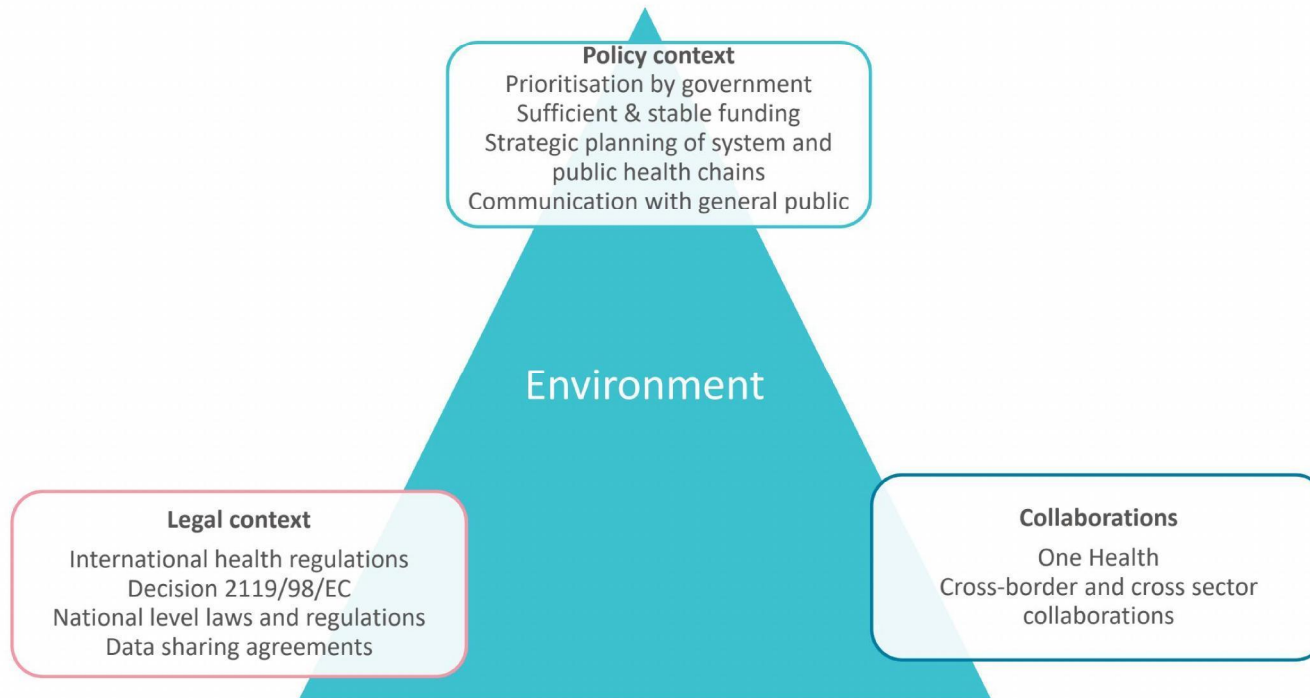 Policy context
Prioritisation by government
Sufficient & stable funding
Strategic planning of system and
public health chains
Communication with general public
Environment
Legal context
International health regulations
Decision 2119/98/EC
National level laws and regulations
Data sharing agreements
Collaborations
One Health
Cross-border and cross sector
collaborations